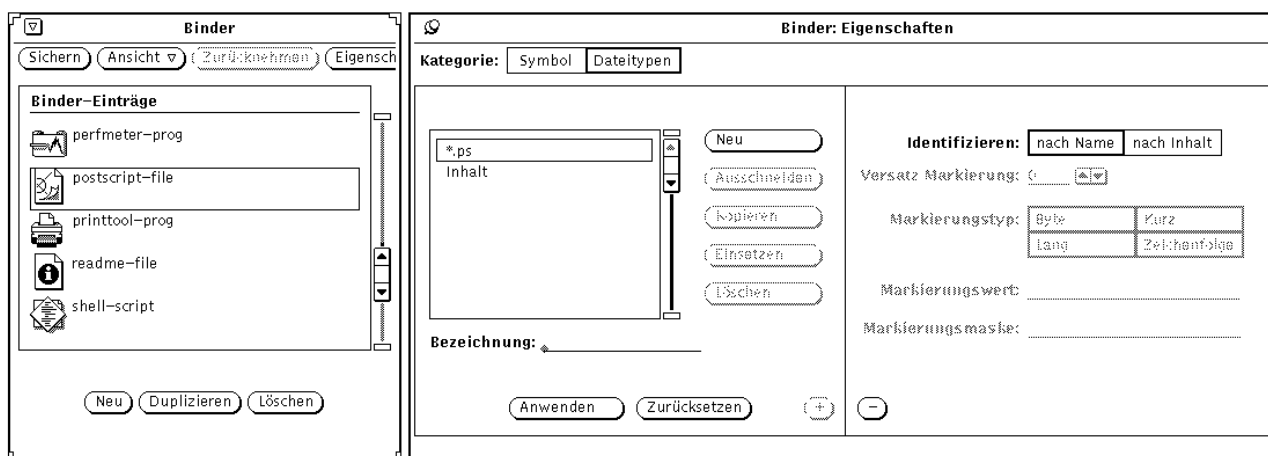 Binder
Sichern Ansicht Zurücknehmen Eigensch
Binder-Einträge
perfmeter-prog
postscript-file
printtool-prog
readme-file
shell-script
Neu Duplizieren Löschen
Binder: Eigenschaften
Kategorie: Symbol Dateitypen
*.ps
Inhalt
Neu
Ausschneiden
Kopieren
Einsetzen
Löschen
Bezeichnung:
Anwenden Zurücksetzen +
Identifizieren: nach Name nach Inhalt
Versatz Markierung: 0
Markierungstyp: Byte Kurz
Lang Zeichenfolge
Markierungswert:
Markierungsmaske:
−